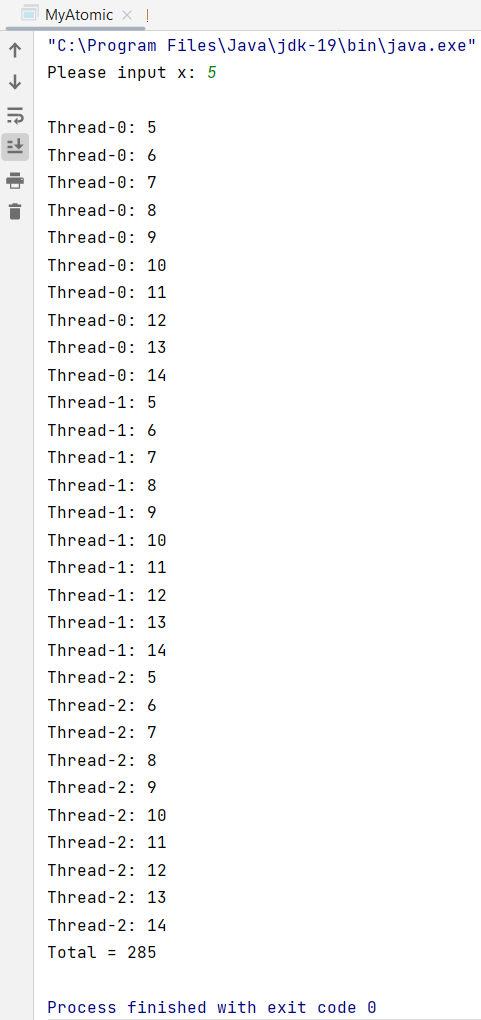 MyAtomic
"C:\Program Files\Java\jdk-19\bin\java.exe"
Please input x: 5
Thread-0: 5
Thread-0: 6
Thread-0: 7
Thread-0: 8
Thread-0: 9
Thread-0: 10
Thread-0: 11
Thread-0: 12
Thread-0: 13
Thread-0: 14
Thread-1: 5
Thread-1: 6
Thread-1: 7
Thread-1: 8
Thread-1: 9
Thread-1: 10
Thread-1: 11
Thread-1: 12
Thread-1: 13
Thread-1: 14
Thread-2: 5
Thread-2: 6
Thread-2: 7
Thread-2: 8
Thread-2: 9
Thread-2: 10
Thread-2: 11
Thread-2: 12
Thread-2: 13
Thread-2: 14
Total = 285
Process finished with exit code 0